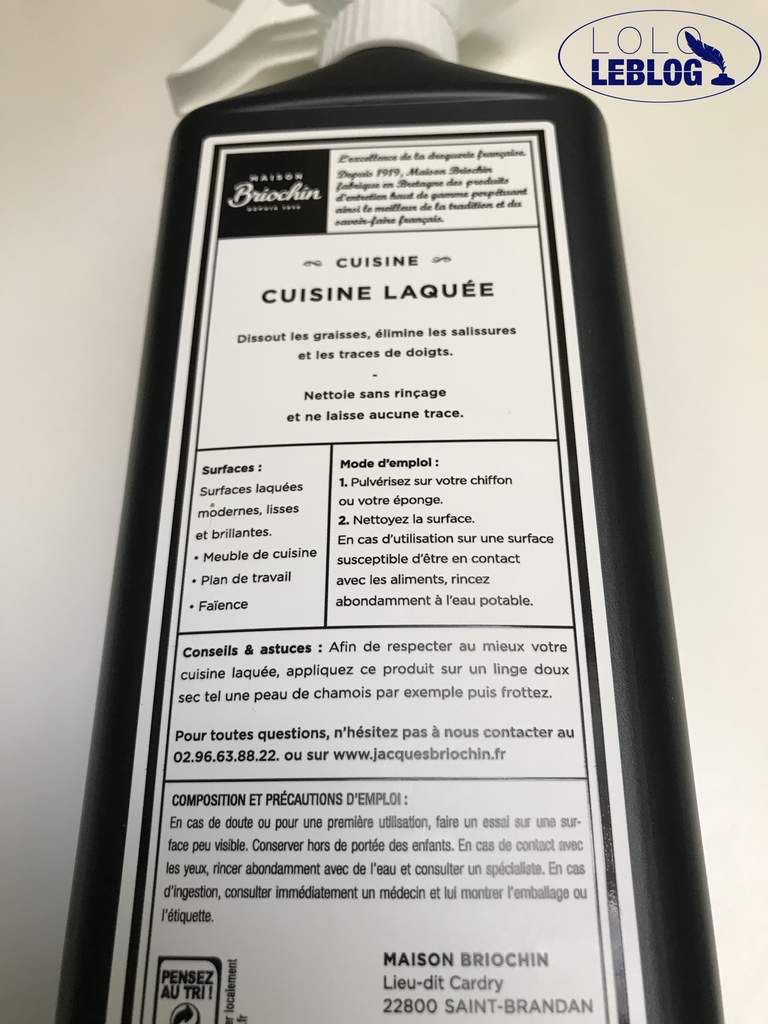 LOLO
LEBLOG
MAISON
Briochin
DEPUIS 1919
L'excellence de la droguerie française.
Depuis 1919, Maison Briochin
fabrique en Bretagne des produits
d'entretien haut de gamme perpétuant
ainsi le meilleur de la tradition et du
savoir-faire français.
CUISINE
CUISINE LAQUÉE
Dissout les graisses, élimine les salissures
et les traces de doigts.
-
Nettoie sans rinçage
et ne laisse aucune trace.
Surfaces :
Surfaces laquées
modernes, lisses
et brillantes.
• Meuble de cuisine
• Plan de travail
• Faïence
Mode d'emploi :
1. Pulvérisez sur votre chiffon
ou votre éponge.
2. Nettoyez la surface.
En cas d'utilisation sur une surface
susceptible d'être en contact
avec les aliments, rincez
abondamment à l'eau potable.
Conseils & astuces : Afin de respecter au mieux votre
cuisine laquée, appliquez ce produit sur un linge doux
sec tel une peau de chamois par exemple puis frottez.
Pour toutes questions, n'hésitez pas à nous contacter au
02.96.63.88.22. ou sur www.jacquesbriochin.fr
COMPOSITION ET PRÉCAUTIONS D'EMPLOI :
En cas de doute ou pour une première utilisation, faire un essai sur une sur-
face peu visible. Conserver hors de portée des enfants. En cas de contact avec
les yeux, rincer abondamment avec de l'eau et consulter un spécialiste. En cas
d'ingestion, consulter immédiatement un médecin et lui montrer l'emballage ou
l'étiquette.
PENSEZ
AU TRI !
er localement
.fr
MAISON BRIOCHIN
Lieu-dit Cardry
22800 SAINT-BRANDAN